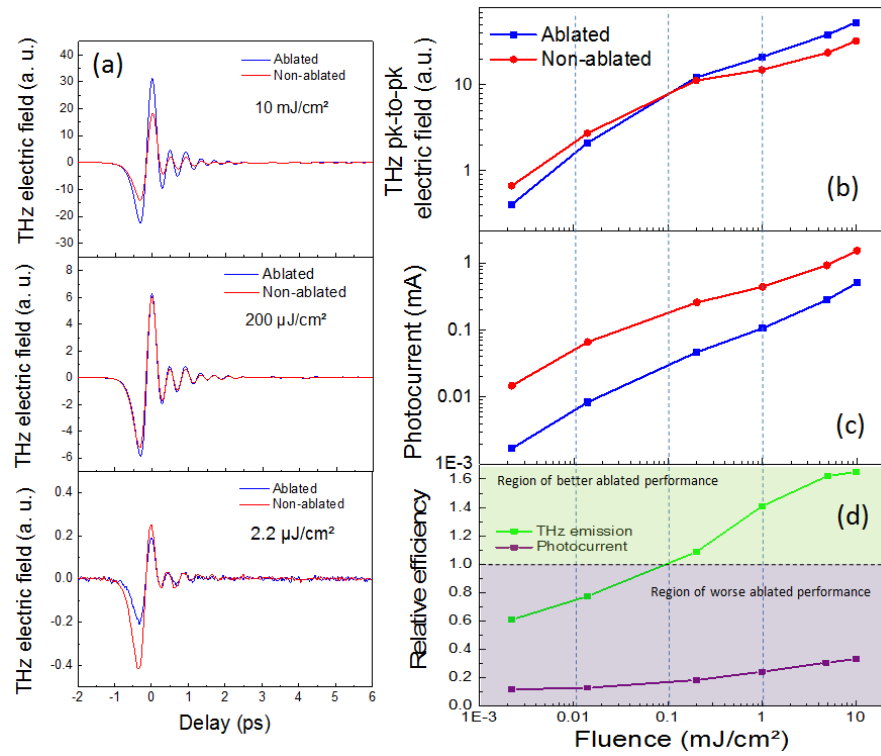 (a)
Ablated
Non-ablated
10 mJ/cm²
THz electric field (a. u.)
40
30
20
10
0
10
20
30
Ablated
Non-ablated
200 µJ/cm²
THz electric field (a. u.)
6
4
2
0
-2
-4
-6
Ablated
Non-ablated
2.2 µJ/cm²
THz electric field (a. u.)
0.4
0.2
0.0
0.2
0.4
-2 -1 0 1 2 3 4 5 6
Delay (ps)
Ablated
Non-ablated
(b)
THz pk-to-pk
electric field (a.u.)
10
1
(c)
Photocurrent (mA)
1
0.1
0.01
1E-3
Region of better ablated performance
(d)
THz emission
Photocurrent
Region of worse ablated performance
Relative efficiency
1.6
1.4
1.2
1.0
0.8
0.6
0.4
0.2
0.0
1E-3 0.01 0.1 1 10
Fluence (mJ/cm²)